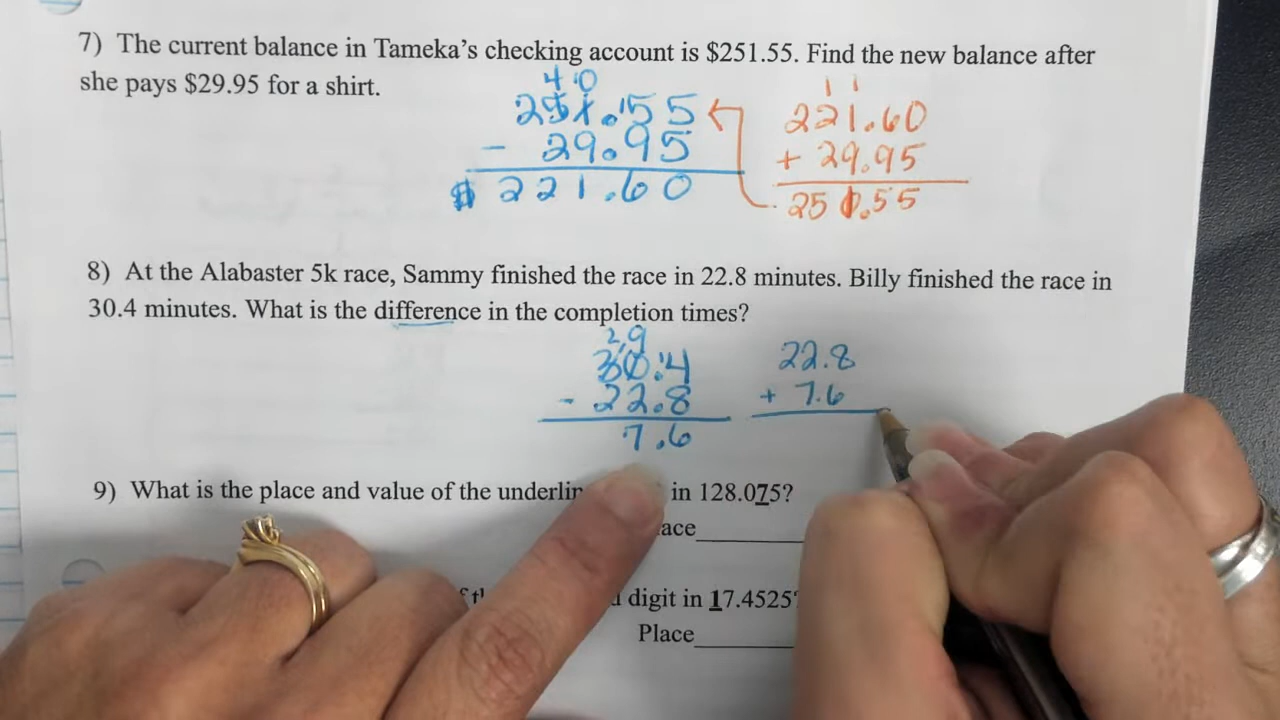 7) The current balance in Tameka's checking account is $251.55. Find the new balance after
she pays $29.95 for a shirt.
4 10
251.155
- 29.95
$ 221.60
1 1
221.60
+ 29.95
251.55
8) At the Alabaster 5k race, Sammy finished the race in 22.8 minutes. Billy finished the race in
30.4 minutes. What is the difference in the completion times?
2 9
30.14
- 22.8
7.6
22.8
+ 7.6
9) What is the place and value of the in 128.075?
digit in 17.4525
Place